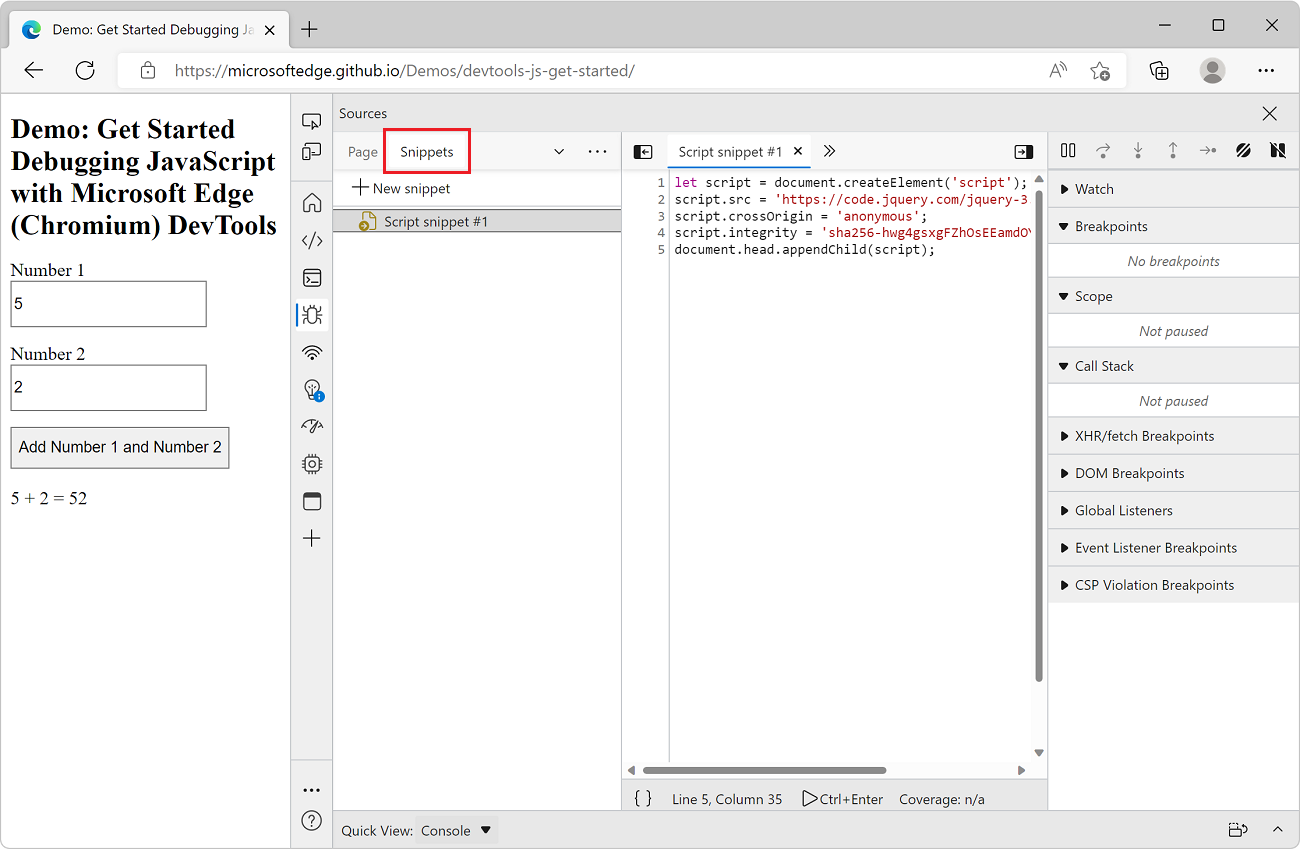 Demo: Get Started Debugging Ja
https://microsoftedge.github.io/Demos/devtools-js-get-started/
Demo: Get Started
Debugging JavaScript
with Microsoft Edge
(Chromium) DevTools
Number 1
5
Number 2
2
Add Number 1 and Number 2
5 + 2 = 52
Sources
Page Snippets
New snippet
Script snippet #1
Script snippet #1
1 let script = document.createElement('script');
2 script.src = 'https://code.jquery.com/jquery-3
3 script.crossOrigin = 'anonymous';
4 script.integrity = 'sha256-hwg4gsxgFZhOsEEamdOY
5 document.head.appendChild(script);
{ } Line 5, Column 35 Ctrl+Enter Coverage: n/a
Watch
Breakpoints
No breakpoints
Scope
Not paused
Call Stack
Not paused
XHR/fetch Breakpoints
DOM Breakpoints
Global Listeners
Event Listener Breakpoints
CSP Violation Breakpoints
Quick View: Console